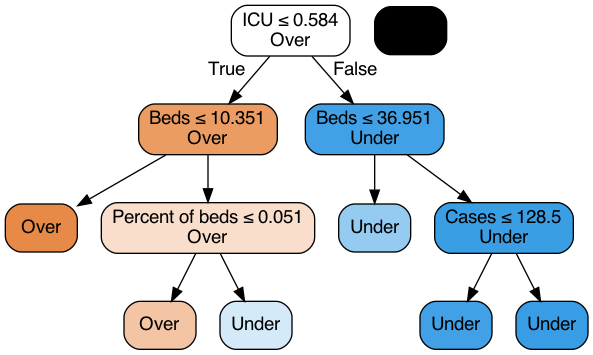 ICU ≤ 0.584
Over
True
False
Beds ≤ 10.351
Over
Beds ≤ 36.951
Under
Over
Percent of beds ≤ 0.051
Over
Under
Cases ≤ 128.5
Under
Over
Under
Under
Under